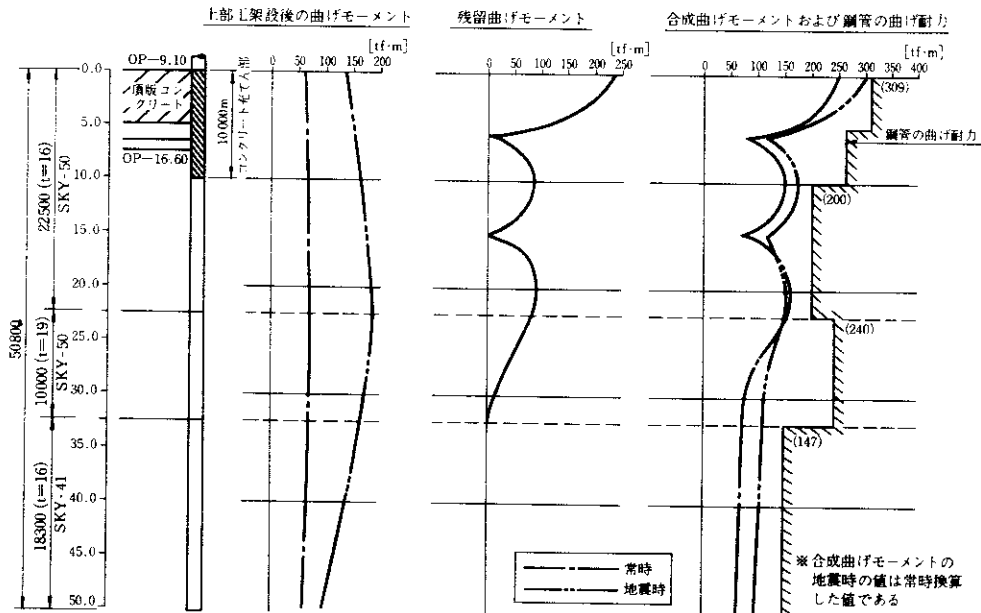 上部工架設後の曲げモーメント
残留曲げモーメント
合成曲げモーメントおよび鋼管の曲げ耐力
[tf·m]
0 50 100 150 200
[tf·m]
0 50 100 150 200 250
[tf·m]
0 50 100 150 200 250 300 350 400
OP-9.10
頂版コン
クリート
OP-16.60
10000m
コンクリート充てん部
0.0
5.0
10.0
15.0
20.0
25.0
30.0
35.0
40.0
45.0
50.0
50800
22500 (t=16)
SKY-50
10000 (t=19)
SKY-50
18300 (t=16)
SKY-41
(309)
鋼管の曲げ耐力
(200)
(240)
(147)
常時
地震時
※ 合成曲げモーメントの
地震時の値は常時換算
した値である